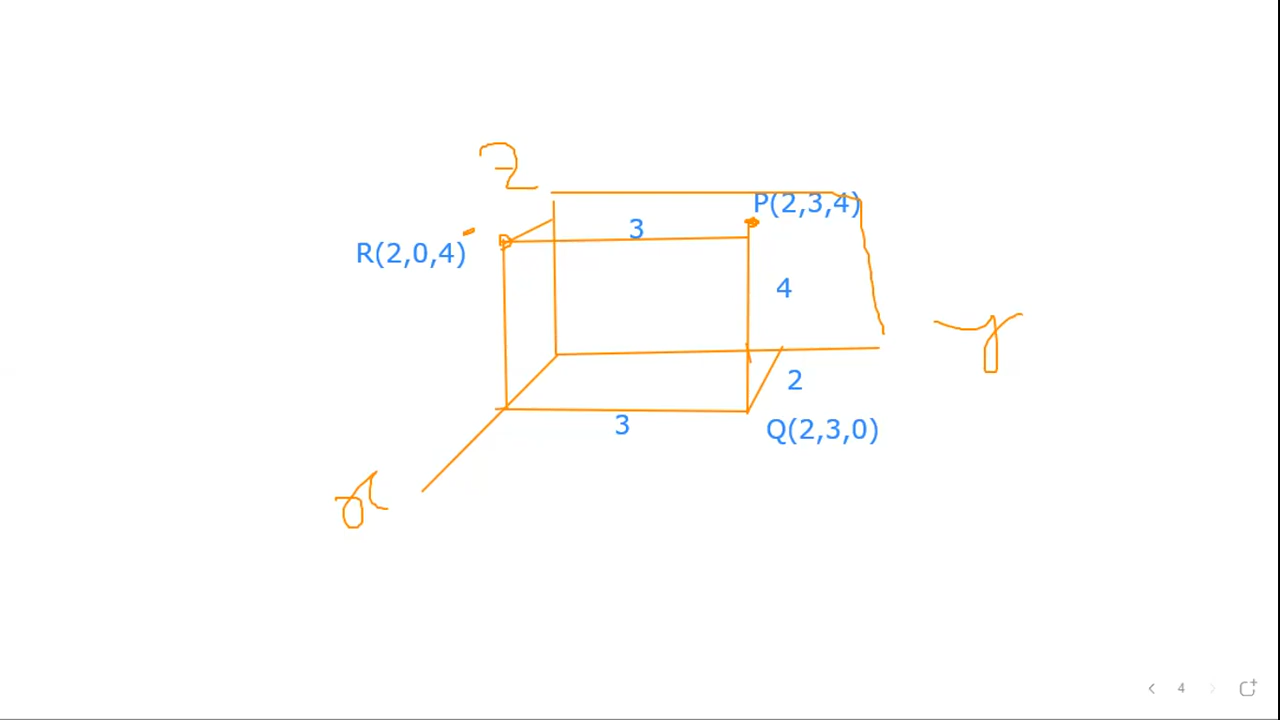 z
P(2,3,4)
3
R(2,0,4)
4
y
2
3
Q(2,3,0)
x
4